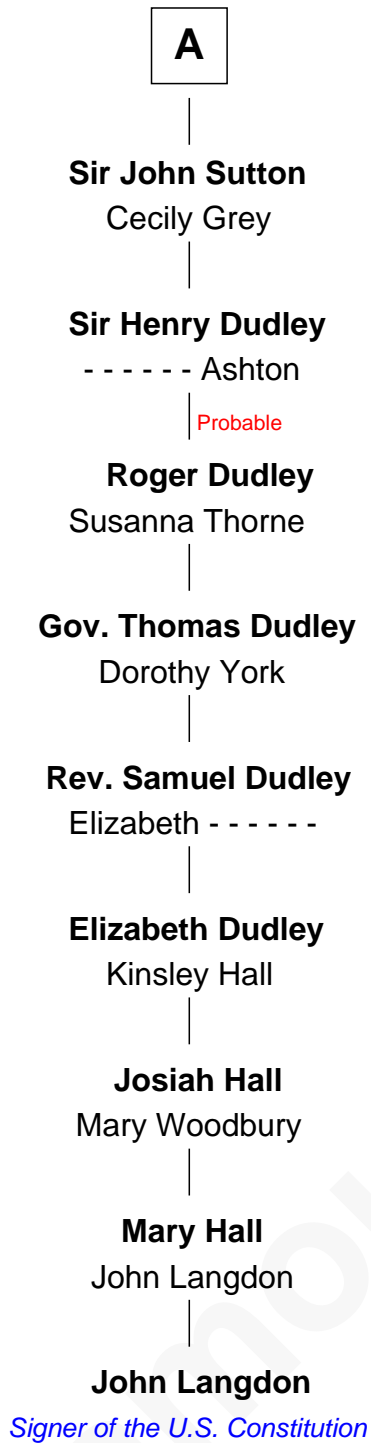 A
Sir John Sutton
Cecily Grey
Sir Henry Dudley
- - - - - - Ashton
Probable
Roger Dudley
Susanna Thorne
Gov. Thomas Dudley
Dorothy York
Rev. Samuel Dudley
Elizabeth - - - - - -
Elizabeth Dudley
Kinsley Hall
Josiah Hall
Mary Woodbury
Mary Hall
John Langdon
John Langdon
Signer of the U.S. Constitution